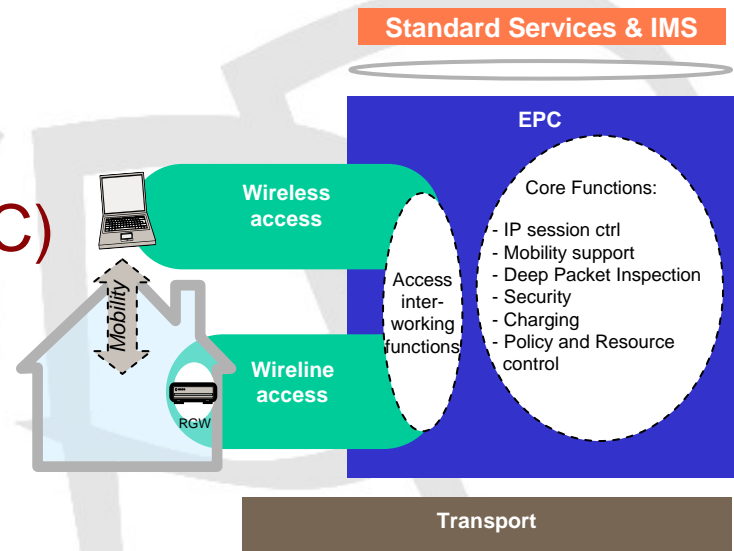 Standard Services & IMS
EPC
C)
Wireless
access
Core Functions:
- IP session ctrl
- Mobility support
- Deep Packet Inspection
- Security
- Charging
- Policy and Resource
control
Access
inter-
working
functions
Mobility
Wireline
access
RGW
Transport